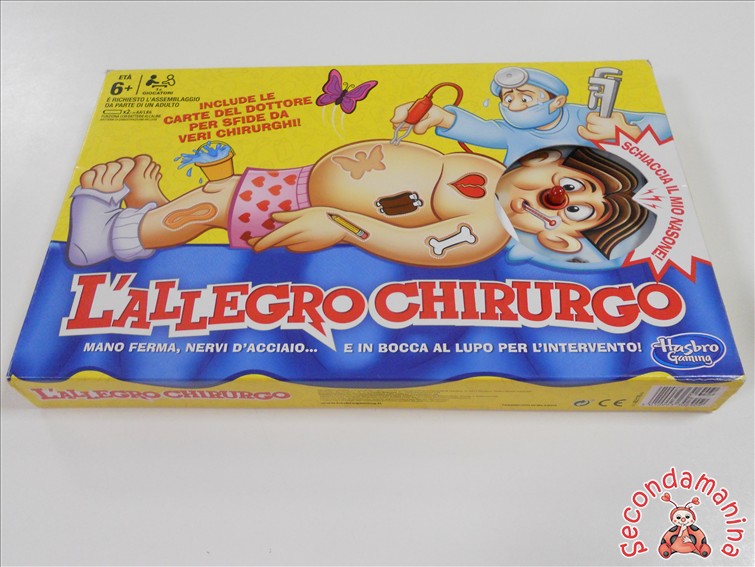 ETÀ
6+
GIOCATORI
È RICHIESTO L'ASSEMBLAGGIO
DA PARTE DI UN ADULTO
INCLUDE LE
CARTE DEL DOTTORE
PER SFIDE DA
VERI CHIRURGHI!
SCHIACCIA IL MIO NASONE!
L'ALLEGRO CHIRURGO
MANO FERMA, NERVI D'ACCIAIO... E IN BOCCA AL LUPO PER L'INTERVENTO!
Hasbro
Gaming
L'ALLEGRO CHIRURGO
CE
Secondamanina